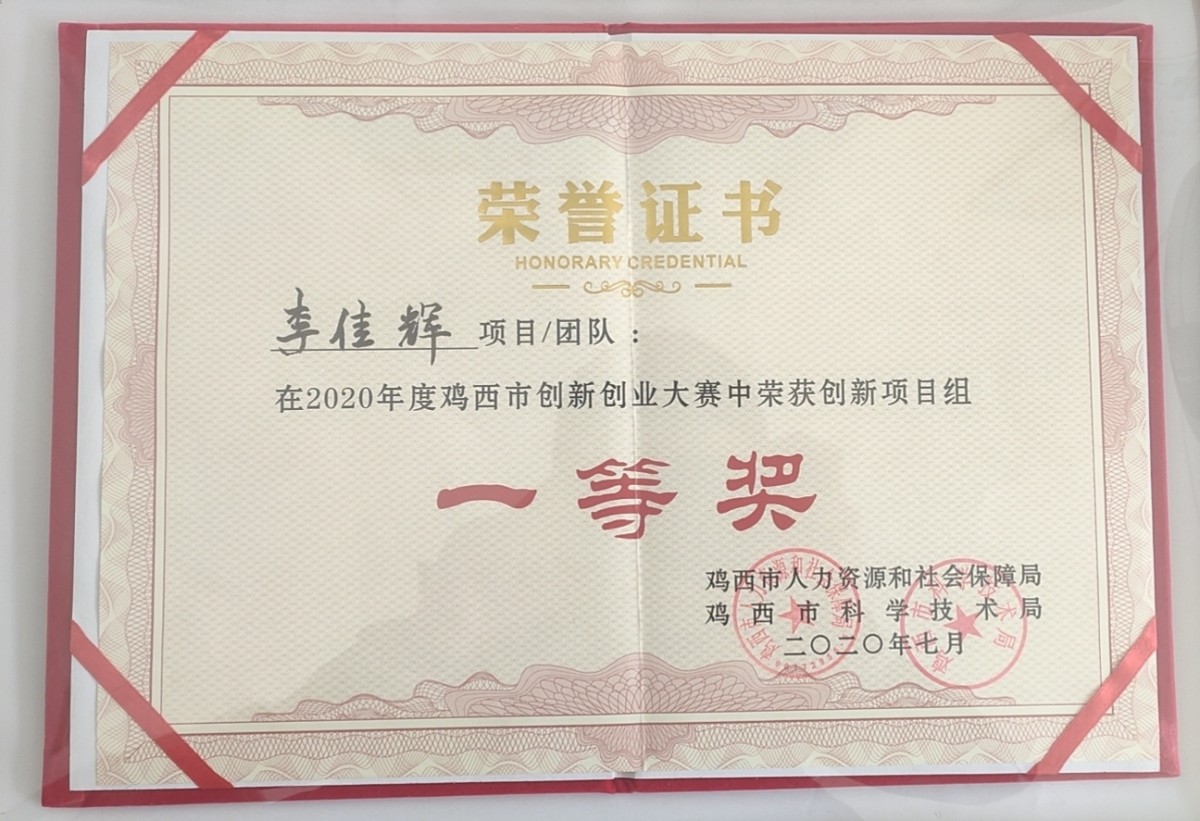 荣誉证书
HONORARY CREDENTIAL
李佳辉 项目/团队：
在2020年度鸡西市创新创业大赛中荣获创新项目组
一等奖
鸡西市人力资源和社会保障局
鸡西市科学技术局
二〇二〇年七月